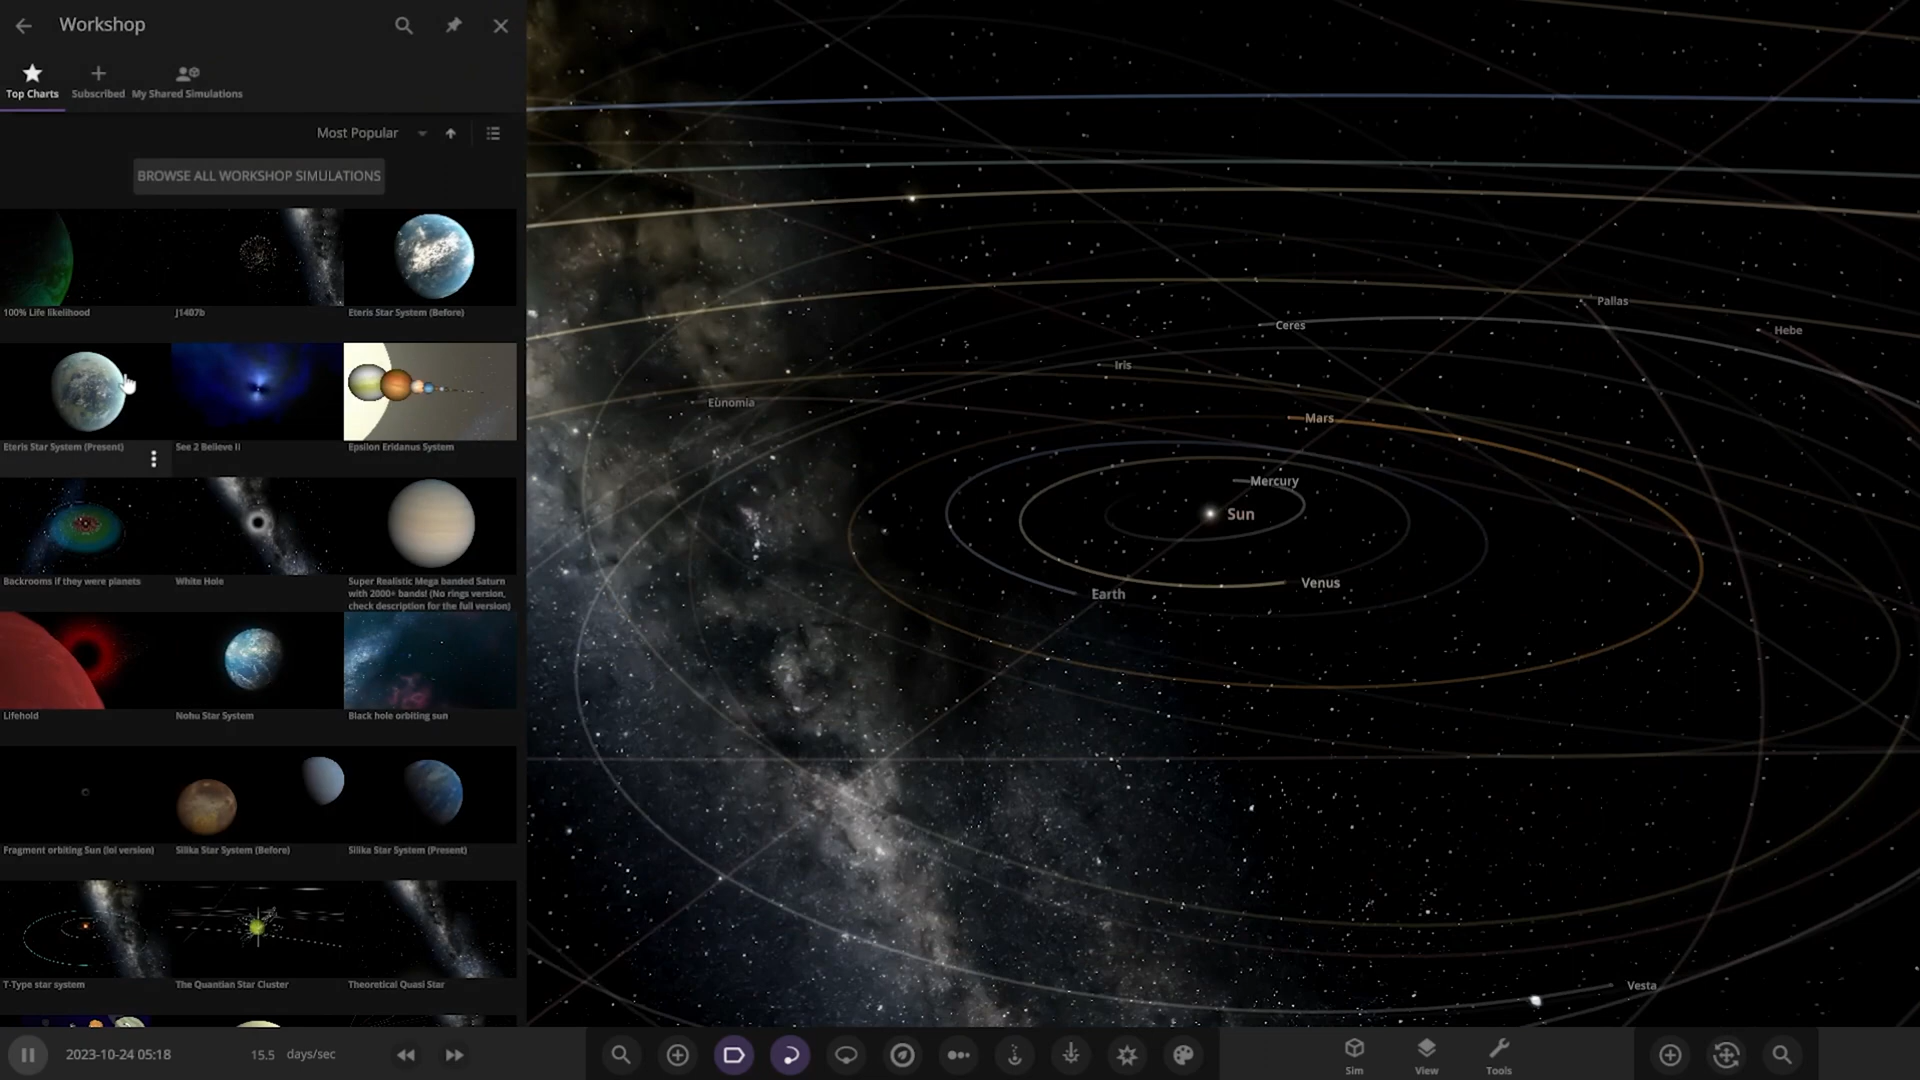 Workshop
Top Charts
Subscribed
My Shared Simulations
Most Popular
BROWSE ALL WORKSHOP SIMULATIONS
100% Life likelihood
J1407b
Eteris Star System (Before)
Eteris Star System (Present)
See 2 Believe II
Epsilon Eridanus System
Backrooms if they were planets
White Hole
Super Realistic Mega banded Saturn
with 2000+ bands! (No rings version,
check description for the full version)
Lifehold
Nohu Star System
Black hole orbiting sun
Fragment orbiting Sun (lol version)
Silika Star System (Before)
Silika Star System (Present)
T-Type star system
The Quantian Star Cluster
Theoretical Quasi Star
Pallas
Ceres
Hebe
Iris
Eunomia
Mars
Mercury
Sun
Venus
Earth
Vesta
2023-10-24 05:18
15.5 days/sec
Sim
View
Tools